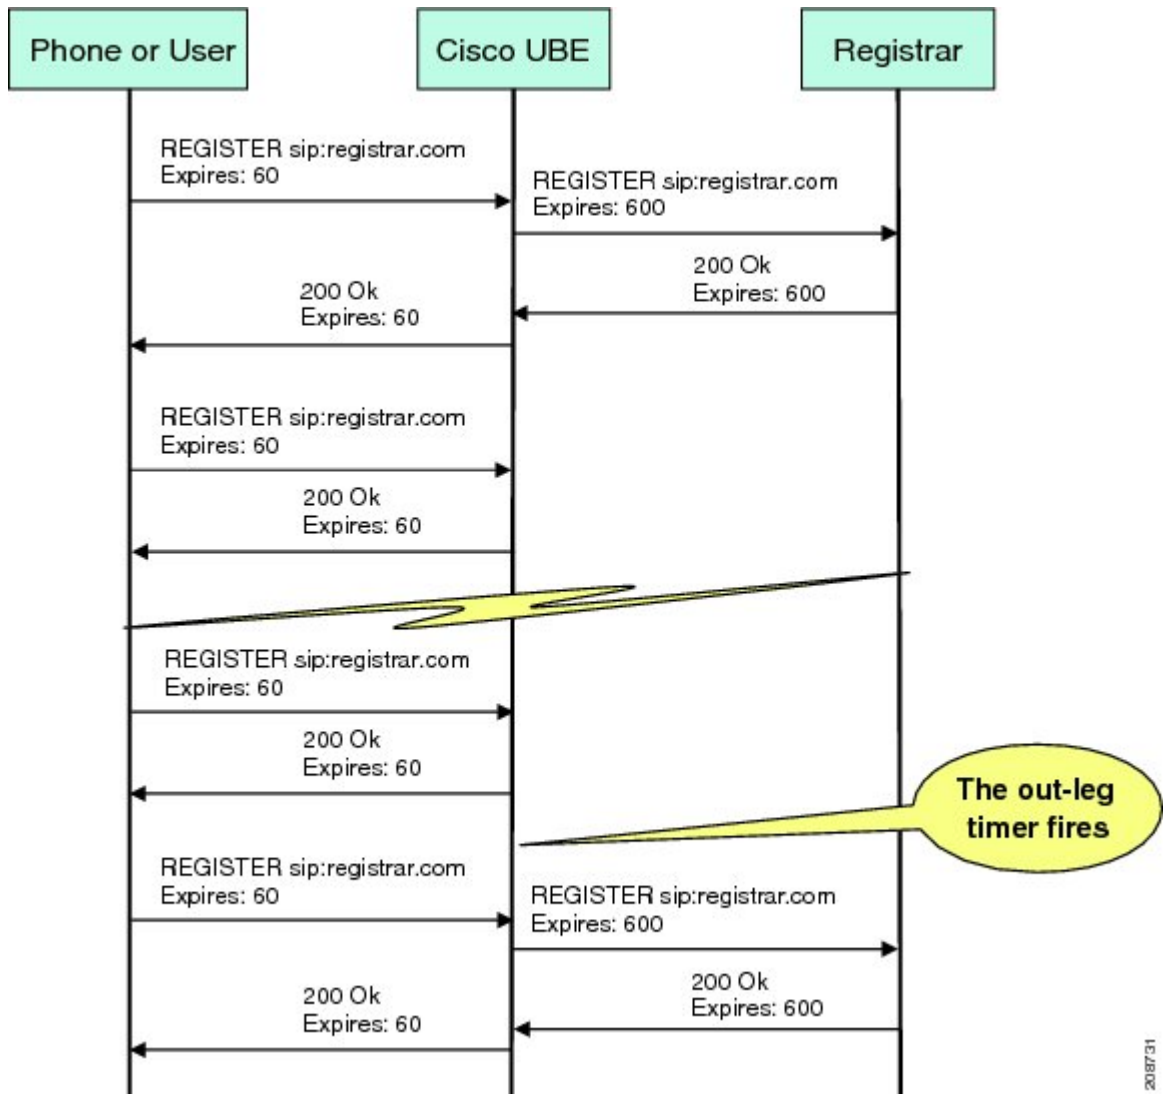 Phone or User
Cisco UBE
Registrar
REGISTER sip:registrar.com
Expires: 60
REGISTER sip:registrar.com
Expires: 600
200 Ok
Expires: 600
200 Ok
Expires: 60
REGISTER sip:registrar.com
Expires: 60
200 Ok
Expires: 60
REGISTER sip:registrar.com
Expires: 60
200 Ok
Expires: 60
The out-leg
timer fires
REGISTER sip:registrar.com
Expires: 60
REGISTER sip:registrar.com
Expires: 600
200 Ok
Expires: 600
200 Ok
Expires: 60
208731